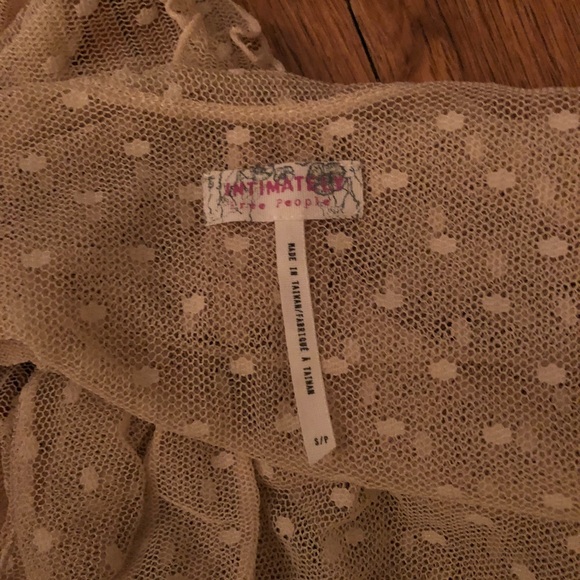 INTIMATELY
Free People
MADE IN TAIWAN/FABRIQUÉ À TAIWAN
S/P